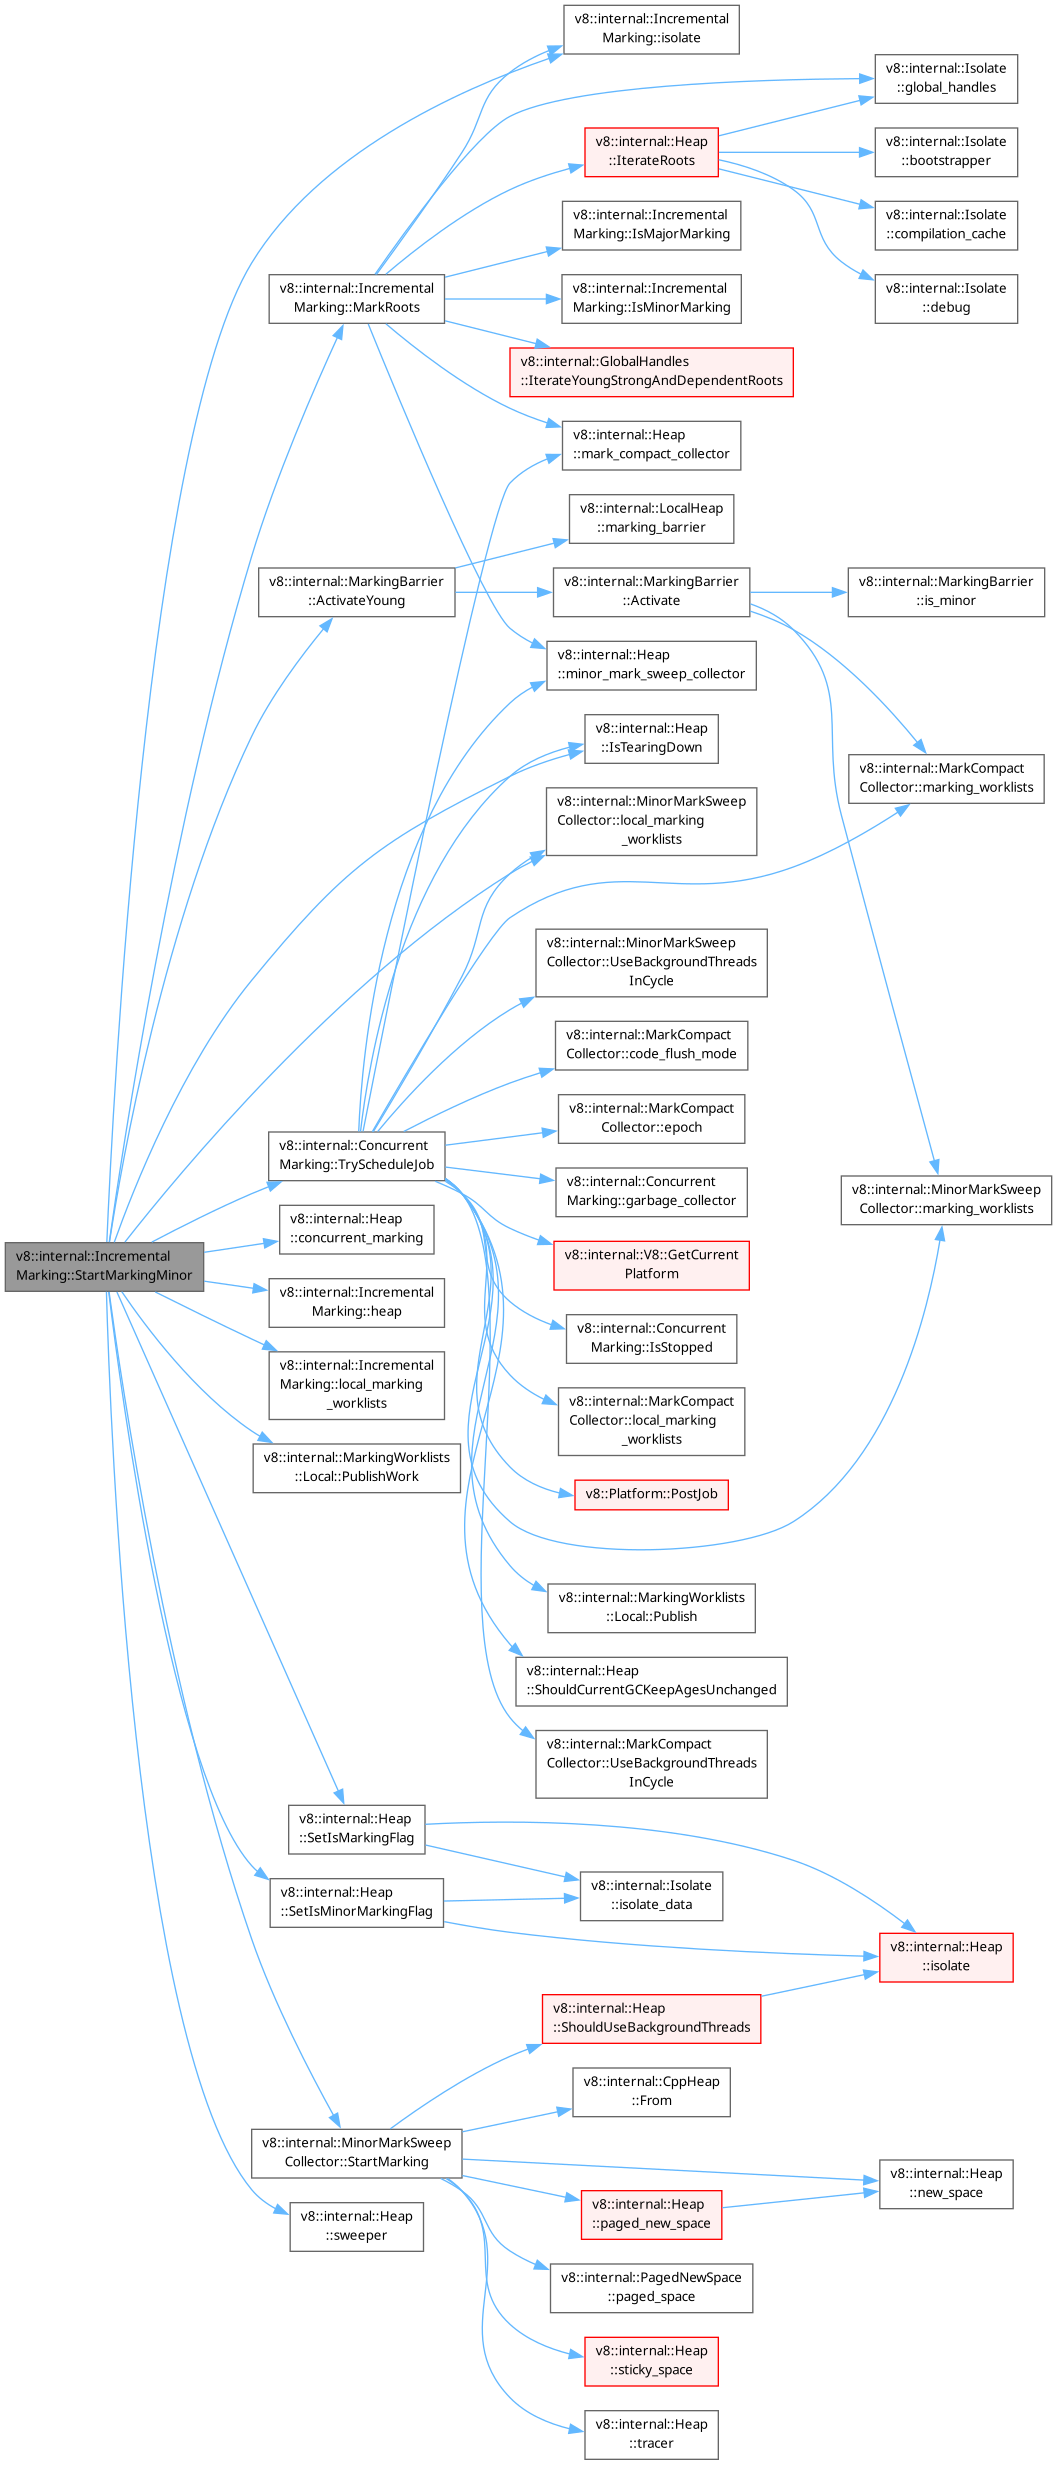 v8::internal::Incremental
Marking::StartMarkingMinor
v8::internal::Incremental
Marking::isolate
v8::internal::Isolate
::global_handles
v8::internal::Heap
::IterateRoots
v8::internal::Isolate
::bootstrapper
v8::internal::Isolate
::compilation_cache
v8::internal::Incremental
Marking::IsMajorMarking
v8::internal::Incremental
Marking::MarkRoots
v8::internal::Incremental
Marking::IsMinorMarking
v8::internal::Isolate
::debug
v8::internal::GlobalHandles
::IterateYoungStrongAndDependentRoots
v8::internal::Heap
::mark_compact_collector
v8::internal::LocalHeap
::marking_barrier
v8::internal::MarkingBarrier
::ActivateYoung
v8::internal::MarkingBarrier
::Activate
v8::internal::MarkingBarrier
::is_minor
v8::internal::Heap
::minor_mark_sweep_collector
v8::internal::Heap
::IsTearingDown
v8::internal::MarkCompact
Collector::marking_worklists
v8::internal::MinorMarkSweep
Collector::local_marking
_worklists
v8::internal::MinorMarkSweep
Collector::UseBackgroundThreads
InCycle
v8::internal::MarkCompact
Collector::code_flush_mode
v8::internal::MarkCompact
Collector::epoch
v8::internal::Concurrent
Marking::TryScheduleJob
v8::internal::Concurrent
Marking::garbage_collector
v8::internal::MinorMarkSweep
Collector::marking_worklists
v8::internal::Heap
::concurrent_marking
v8::internal::V8::GetCurrent
Platform
v8::internal::Incremental
Marking::heap
v8::internal::Concurrent
Marking::IsStopped
v8::internal::Incremental
Marking::local_marking
_worklists
v8::internal::MarkCompact
Collector::local_marking
_worklists
v8::internal::MarkingWorklists
::Local::PublishWork
v8::Platform::PostJob
v8::internal::MarkingWorklists
::Local::Publish
v8::internal::Heap
::ShouldCurrentGCKeepAgesUnchanged
v8::internal::MarkCompact
Collector::UseBackgroundThreads
InCycle
v8::internal::Heap
::SetIsMarkingFlag
v8::internal::Heap
::SetIsMinorMarkingFlag
v8::internal::Isolate
::isolate_data
v8::internal::Heap
::isolate
v8::internal::Heap
::ShouldUseBackgroundThreads
v8::internal::CppHeap
::From
v8::internal::MinorMarkSweep
Collector::StartMarking
v8::internal::Heap
::new_space
v8::internal::Heap
::sweeper
v8::internal::Heap
::paged_new_space
v8::internal::PagedNewSpace
::paged_space
v8::internal::Heap
::sticky_space
v8::internal::Heap
::tracer